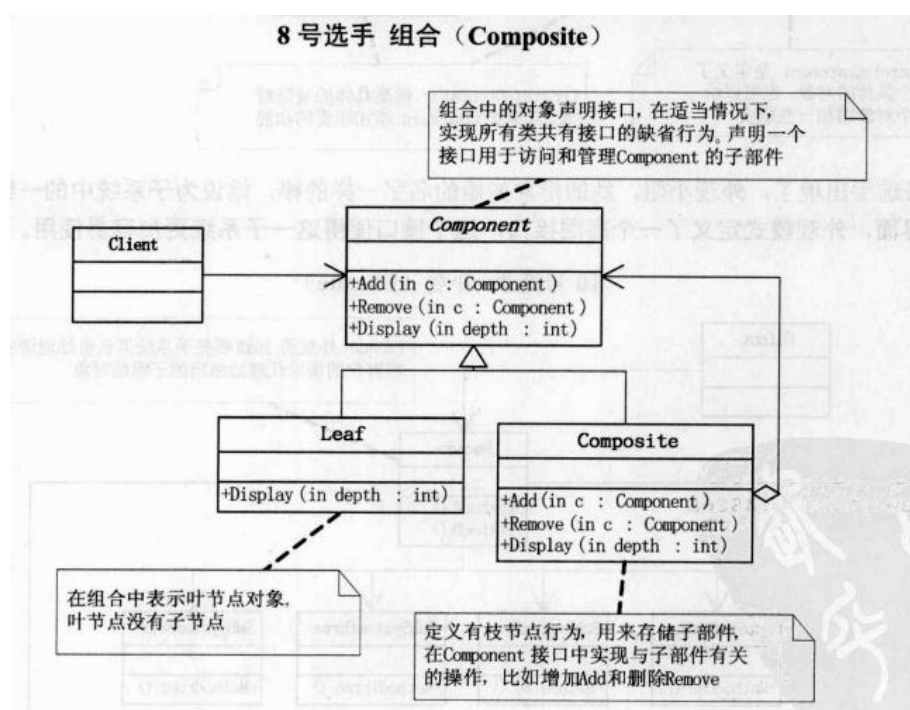 8 号选手 组合（Composite）
组合中的对象声明接口，在适当情况下，
实现所有类共有接口的缺省行为。声明一个
接口用于访问和管理Component 的子部件
Component
+Add(in c : Component)
+Remove(in c : Component)
+Display(in depth : int)
Client
Leaf
+Display(in depth : int)
Composite
+Add(in c : Component)
+Remove(in c : Component)
+Display(in depth : int)
在组合中表示叶节点对象，
叶节点没有子节点
定义有枝节点行为，用来存储子部件，
在Component 接口中实现与子部件有关
的操作，比如增加Add和删除Remove